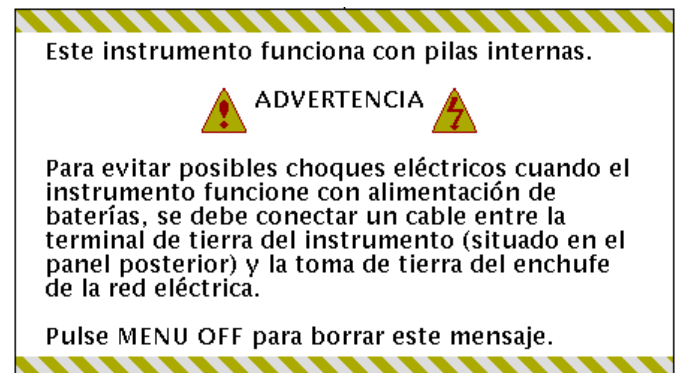 Este instrumento funciona con pilas internas.
ADVERTENCIA
Para evitar posibles choques eléctricos cuando el
instrumento funcione con alimentación de
baterías, se debe conectar un cable entre la
terminal de tierra del instrumento (situado en el
panel posterior) y la toma de tierra del enchufe
de la red eléctrica.
Pulse MENU OFF para borrar este mensaje.